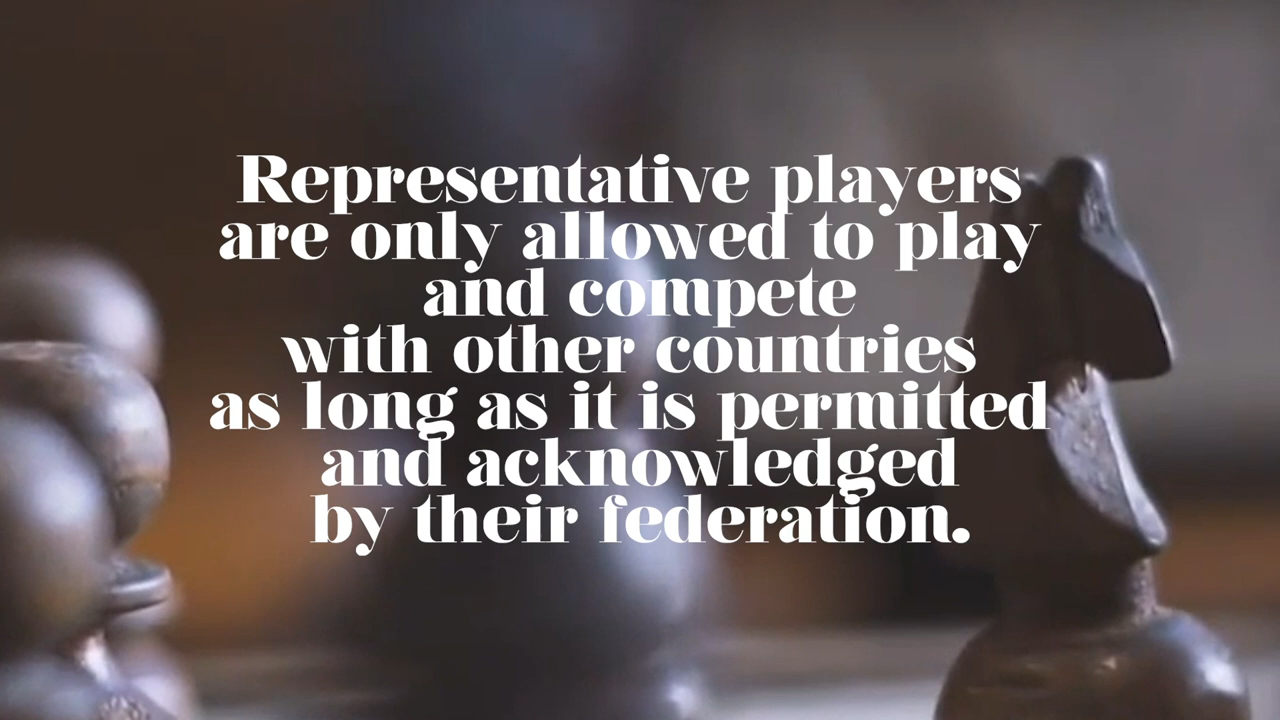 Representative players
are only allowed to play
and compete
with other countries
as long as it is permitted
and acknowledged
by their federation.